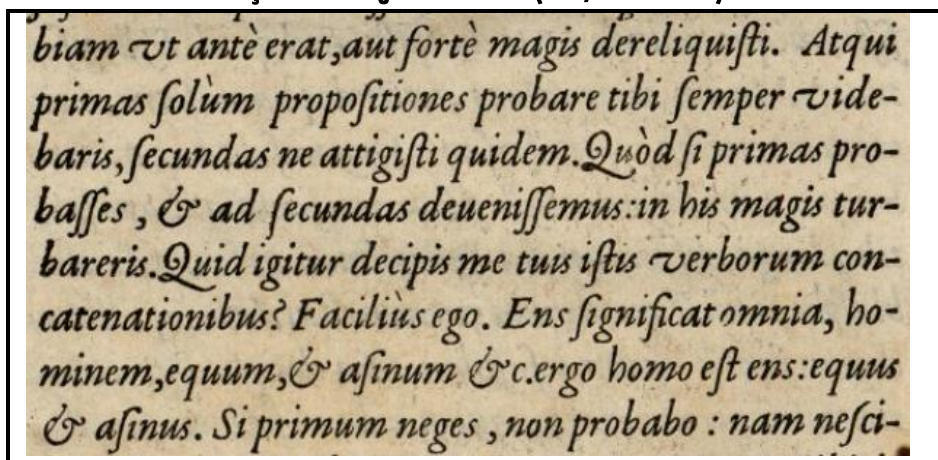 biam vt antè erat,aut fortè magis dereliquiſti. Atqui
primas ſolùm propoſitiones probare tibi ſemper vide-
baris,ſecundas ne attigiſti quidem.Quòd ſi primas pro-
baſſes , & ad ſecundas deueniſſemus:in his magis tur-
bareris.Quid igitur decipis me tuis iſtis verborum con-
catenationibus? Faciliùs ego. Ens ſignificat omnia, ho-
minem,equum,& aſinum &c.ergo homo eſt ens:equus
& aſinus. Si primum neges , non probabo : nam neſci-